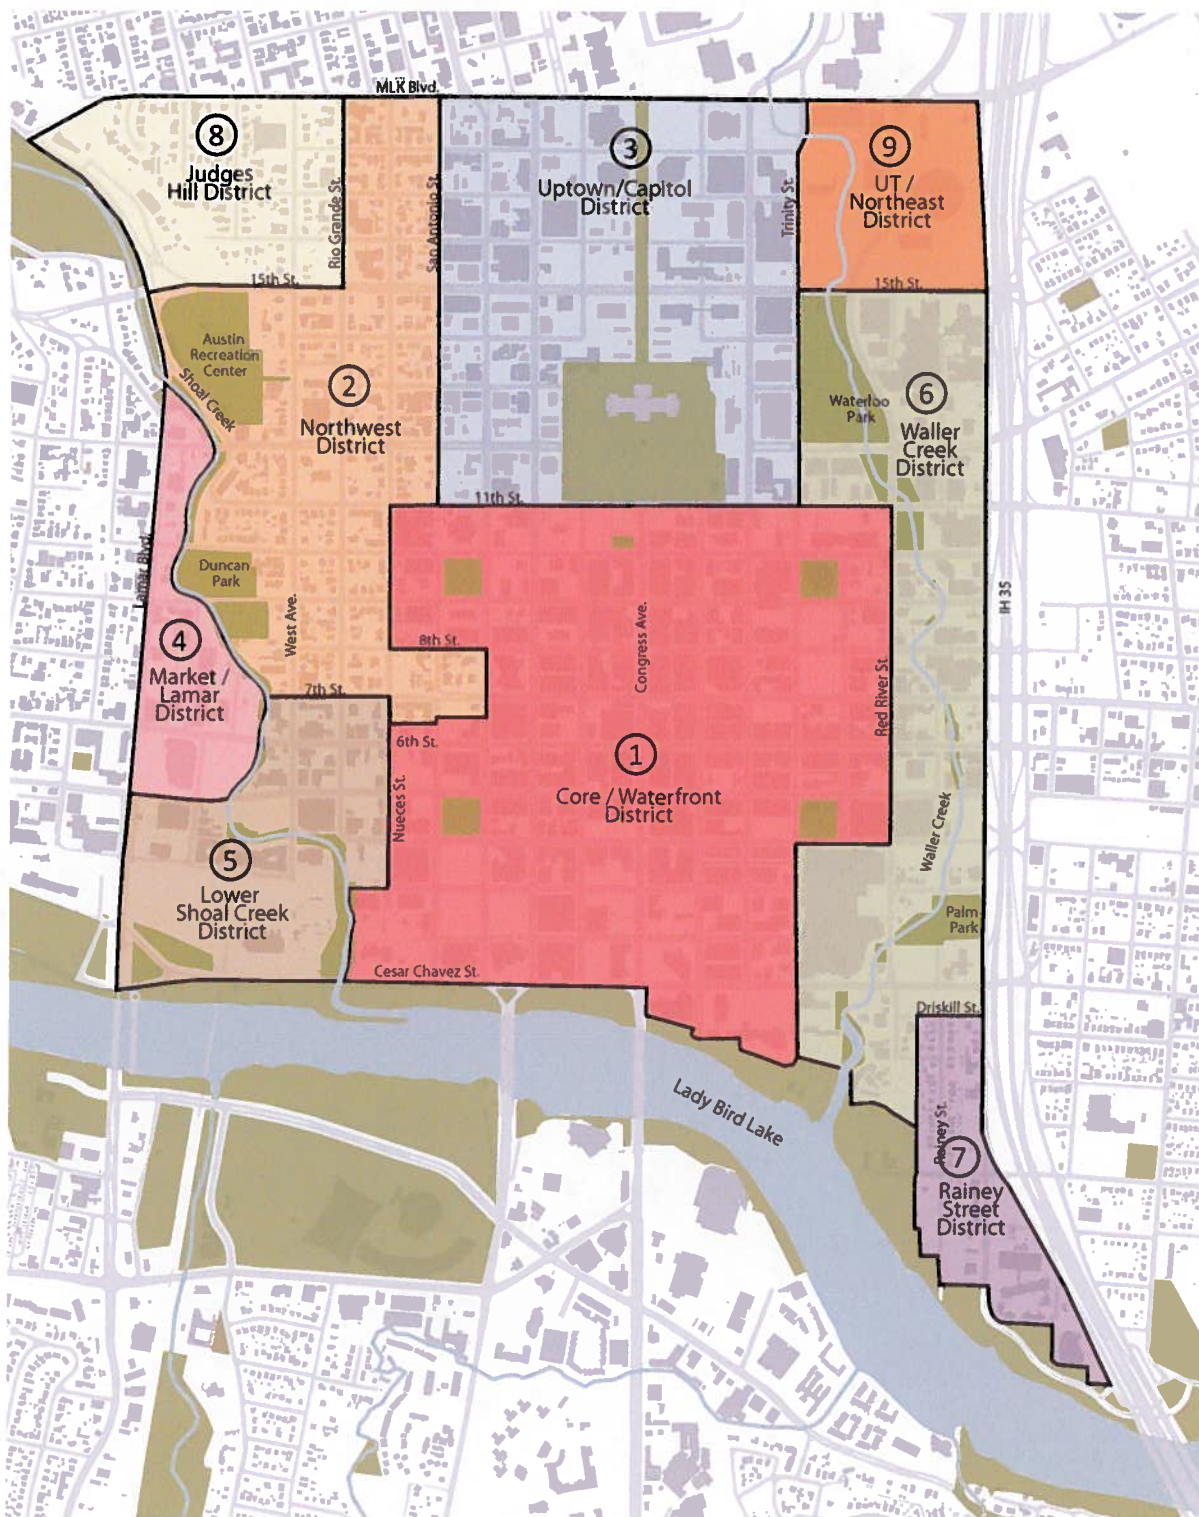 MLK Blvd.
8
Judges
Hill District
Rio Grande St.
San Antonio St.
3
Uptown/Capitol
District
Trinity St.
9
UT /
Northeast
District
15th St.
15th St.
Austin
Recreation
Center
Shoal Creek
2
Northwest
District
Waterloo
Park
6
Waller
Creek
District
11th St.
Lamar Blvd.
Duncan
Park
West Ave.
Congress Ave.
IH 35
4
Market /
Lamar
District
8th St.
7th St.
6th St.
Red River St
1
Core / Waterfront
District
Nueces St.
Waller Creek
5
Lower
Shoal Creek
District
Palm
Park
Cesar Chavez St.
Driskill St.
Lady Bird Lake
Rainey St.
7
Rainey
Street
District